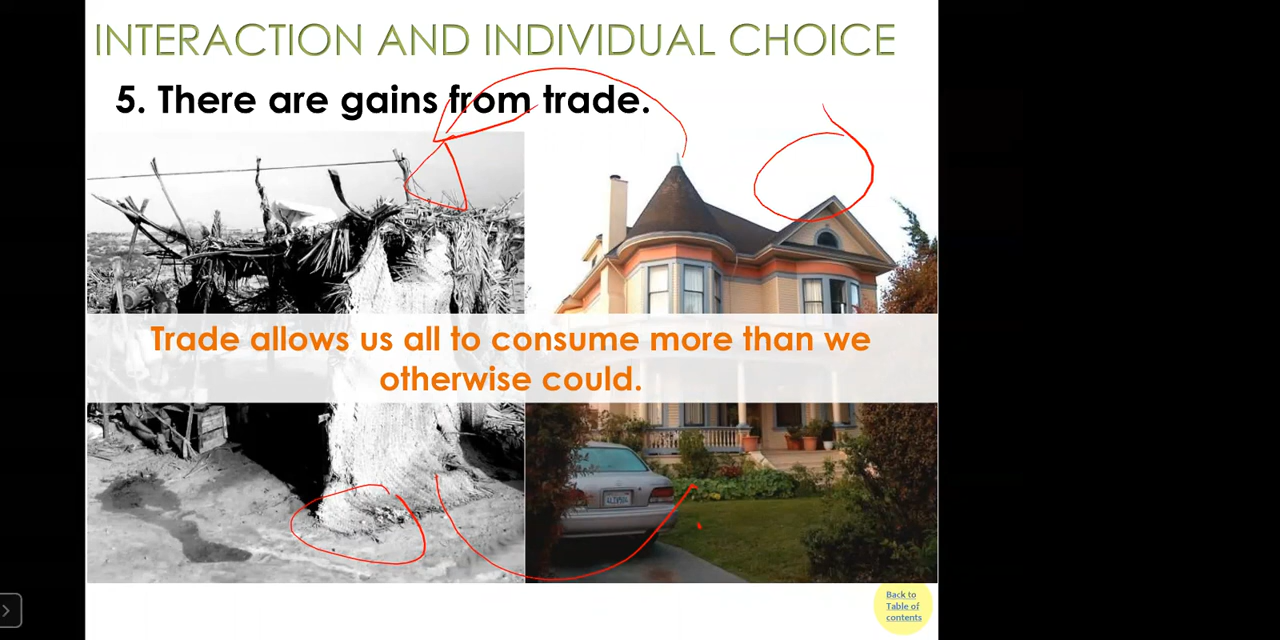 INTERACTION AND INDIVIDUAL CHOICE
5. There are gains from trade.
Trade allows us all to consume more than we
otherwise could.
Back to
Table of
contents